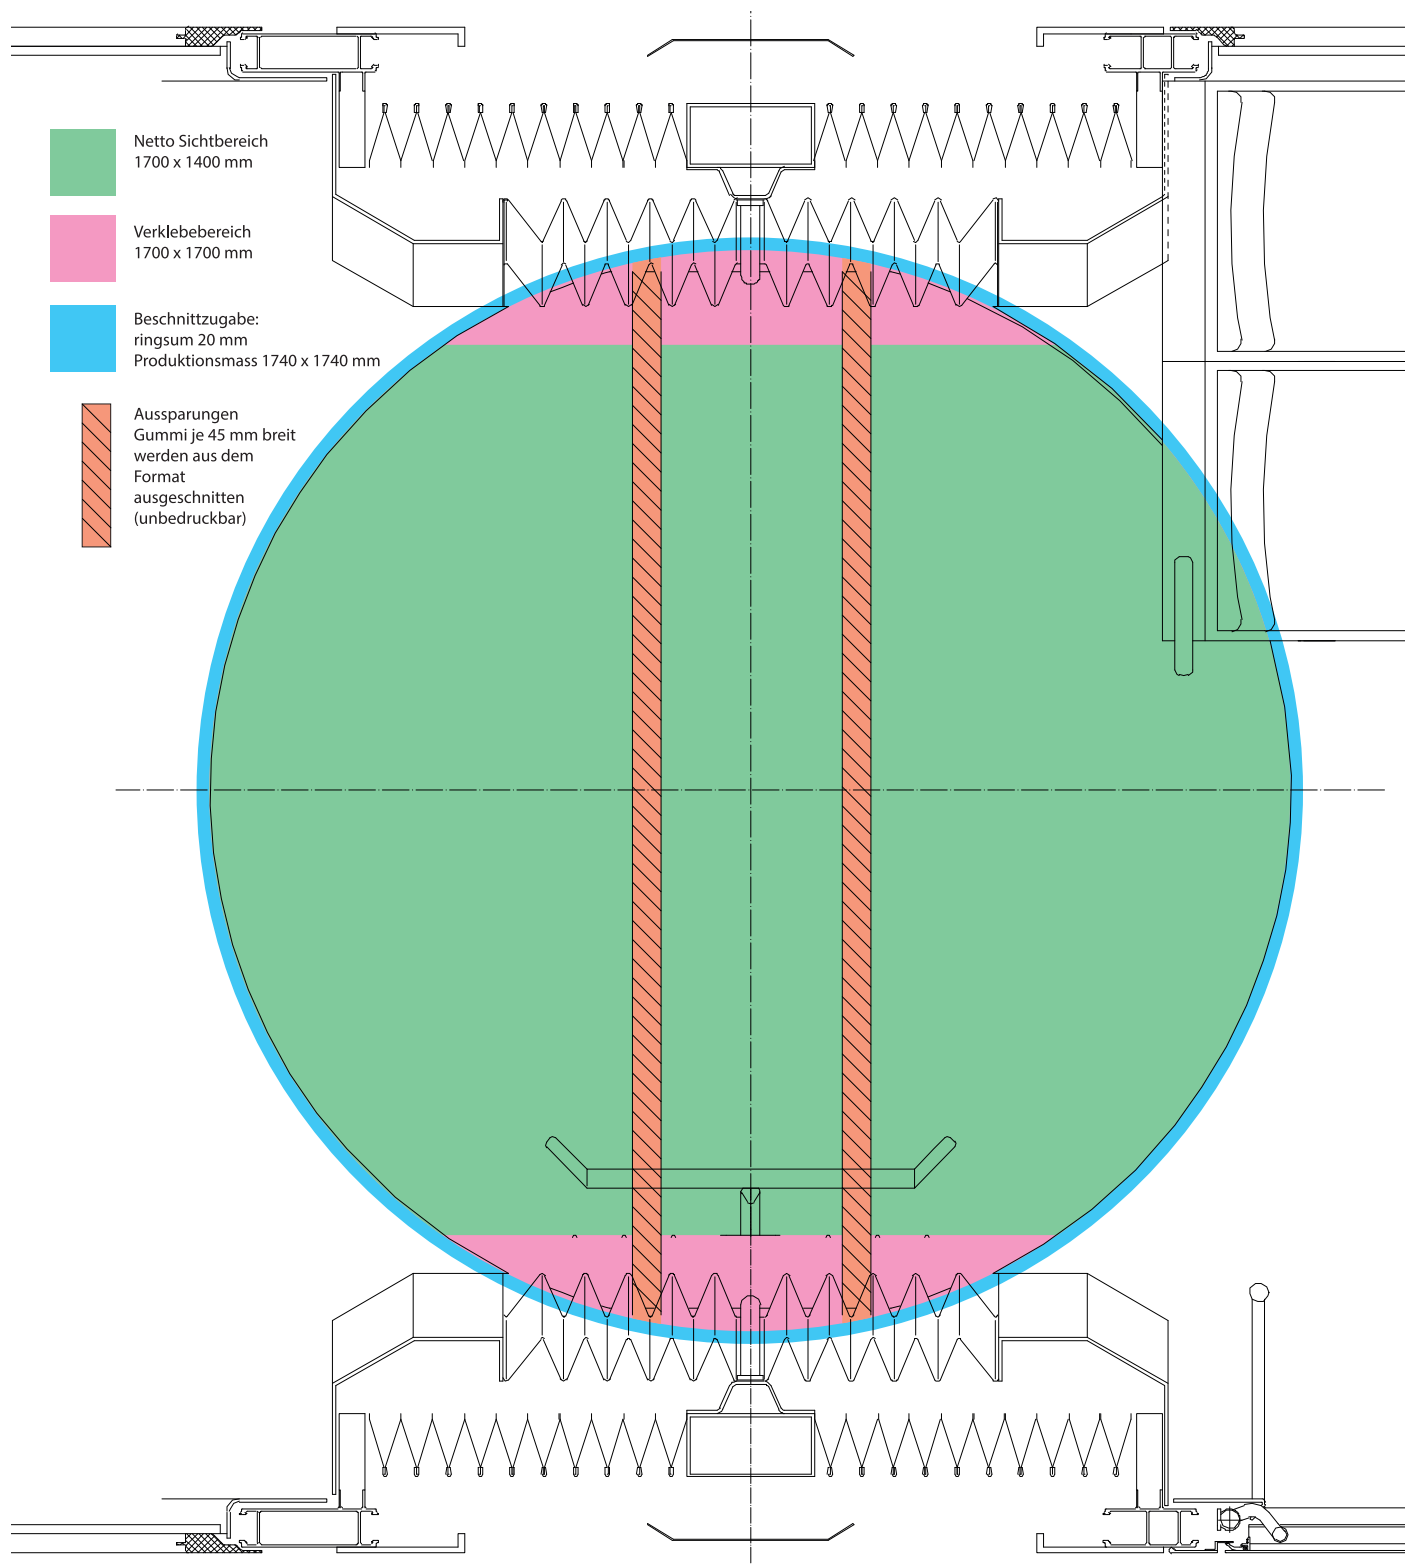 Netto Sichtbereich
1700 x 1400 mm
Verklebebereich
1700 x 1700 mm
Beschnittzugabe:
ringsum 20 mm
Produktionsmass 1740 x 1740 mm
Aussparungen
Gummi je 45 mm breit
werden aus dem
Format
ausgeschnitten
(unbedruckbar)